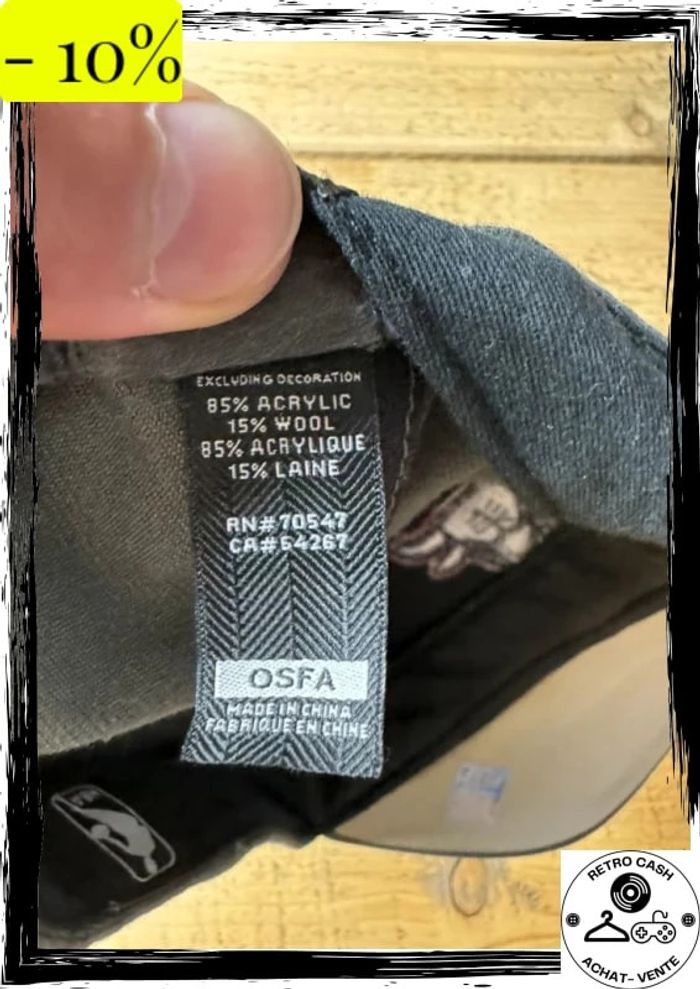 - 10%
EXCLUDING DECORATION
85% ACRYLIC
15% WOOL
85% ACRYLIQUE
15% LAINE
RN#70547
CA#54267
OSFA
MADE IN CHINA
FABRIQUE EN CHINE
RETRO CASH
ACHAT-VENTE